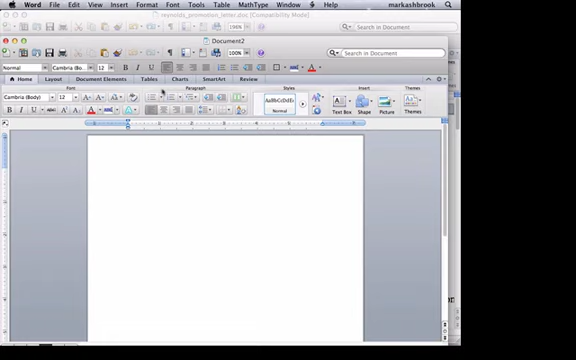 Word File Edit View Insert Format Font Tools Table MathType Window Help markashbrook
reynolds_promotion_letter.doc [Compatibility Mode]
Search in Document
Document2
100% Search in Document
Normal Cambria (Bo... 12 B I U
Home Layout Document Elements Tables Charts SmartArt Review
Font Paragraph Styles Insert Themes
Cambria (Body) 12 A A Aa AaBbCcDdEe
Normal Text Box Shape Picture Themes
B I U ABC